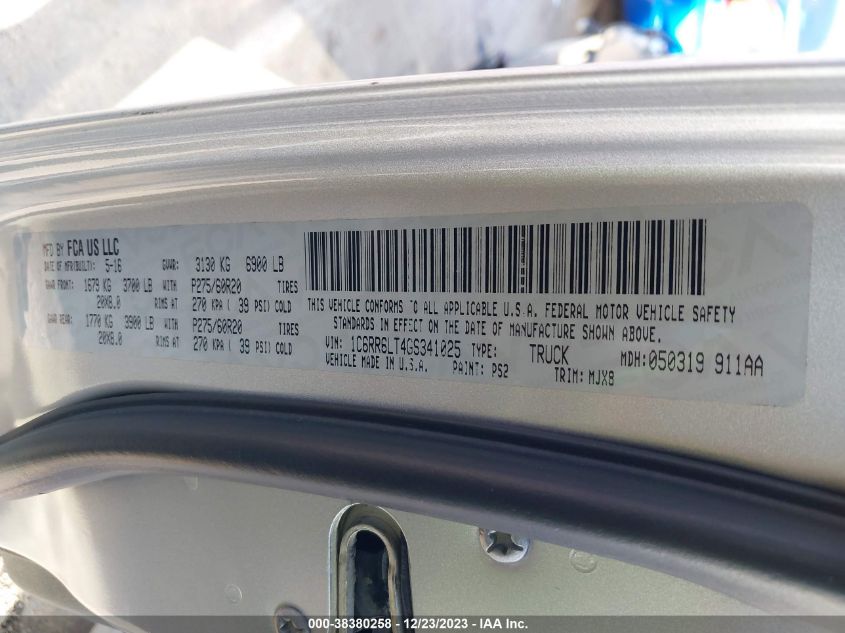 MFD BY FCA US LLC
DATE OF MFR(BUILT): 5-16 GVWR: 3130 KG 6900 LB
GAWR FRONT: 1679 KG 3700 LB WITH P275/60R20 TIRES
20X8.0 RIMS AT 270 KPA ( 39 PSI) COLD
GAWR REAR: 1770 KG 3900 LB WITH P275/60R20 TIRES
20X8.0 RIMS AT 270 KPA ( 39 PSI) COLD
THIS VEHICLE CONFORMS TO ALL APPLICABLE U.S.A. FEDERAL MOTOR VEHICLE SAFETY
STANDARDS IN EFFECT ON THE DATE OF MANUFACTURE SHOWN ABOVE.
VIN: 1C6RR6LT4GS341025 TYPE: TRUCK MDH:050319 911AA
VEHICLE MADE IN U.S.A. PAINT: PS2 TRIM: MJX8
000-38380258 - 12/23/2023 - IAA Inc.